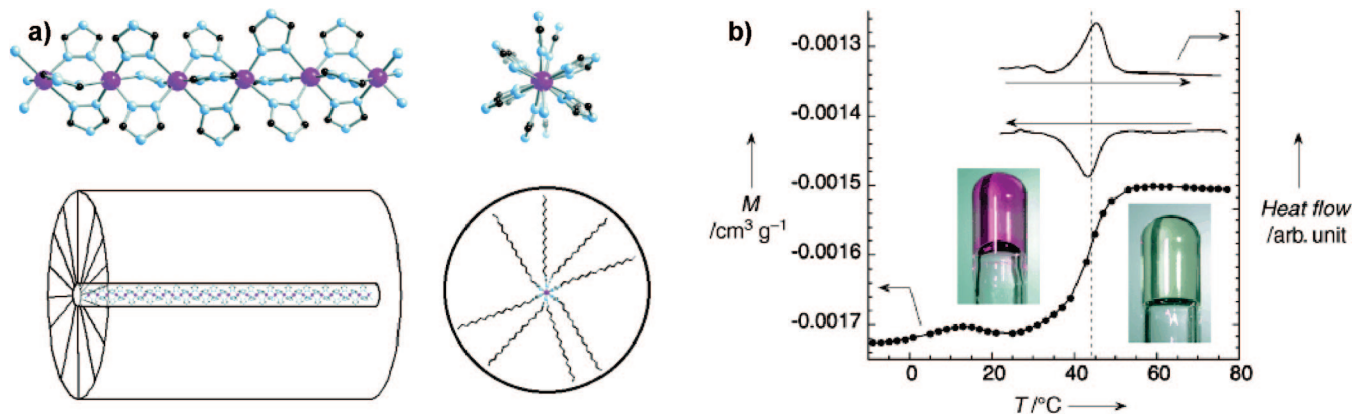 a)
b)
-0.0013
-0.0014
-0.0015
-0.0016
-0.0017
M
/cm³ g⁻¹
Heat flow
/arb. unit
0
20
40
60
80
T/°C